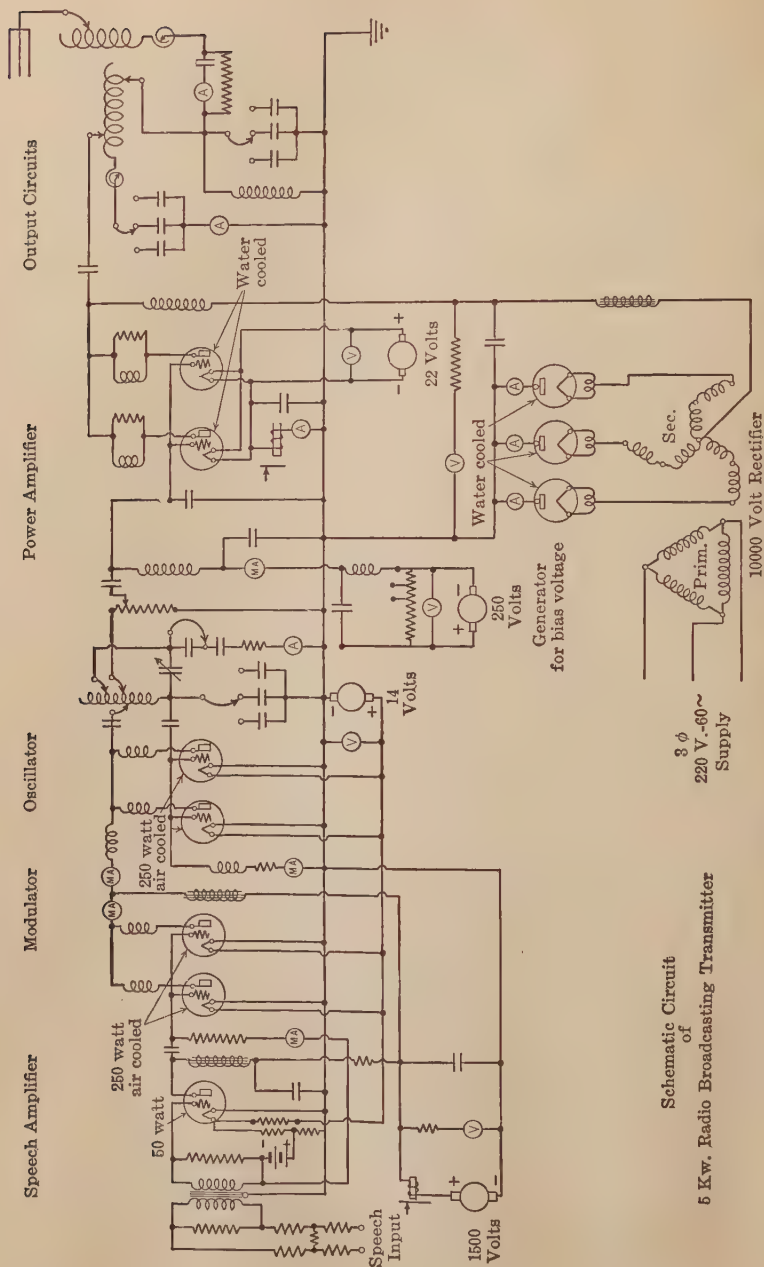 Speech Amplifier
Modulator
Oscillator
Power Amplifier
Output Circuits
50 watt
250 watt
air cooled
250 watt
air cooled
Water
cooled
MA
MA
MA
MA
MA
A
A
A
A
A
-
+
Speech
Input
1500
Volts
+
-
V
14
Volts
-
+
V
250
Volts
+
-
V
Generator
for bias voltage
22 Volts
+
-
V
V
Water cooled
A
A
A
Sec.
Prim.
10000 Volt Rectifier
3 φ
220 V.-60~
Supply
Schematic Circuit
of
5 Kw. Radio Broadcasting Transmitter